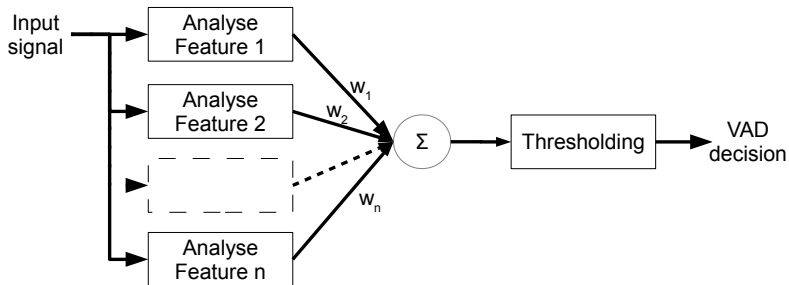 Input
signal
Analyse
Feature 1
w1
Analyse
Feature 2
w2
Σ
Thresholding
VAD
decision
wn
Analyse
Feature n